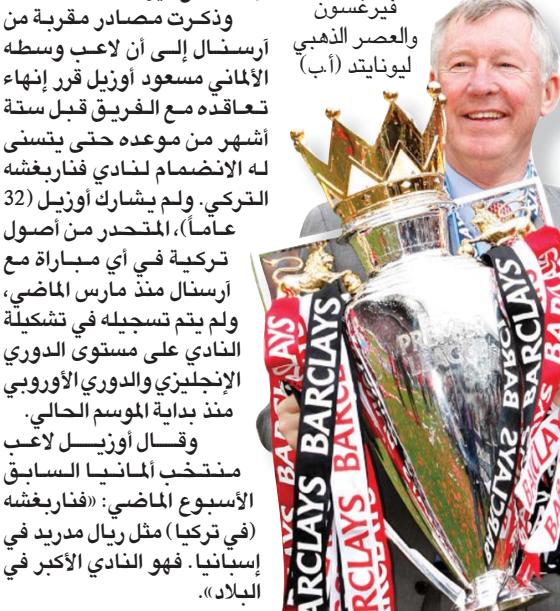 فيرغسون
والعصر الذهبي
ليونايتد (أ.ب)
وذكرت مصادر مقربة من
آرسنال إلى أن لاعب وسطه
الألماني مسعود أوزيل قرر إنهاء
تعاقده مع الفريق قبل ستة
أشهر من موعده حتى يتسنى
له الانضمام لنادي فناربغشه
التركي. ولم يشارك أوزيل (32
عاماً)، المتحدر من أصول
تركية في أي مباراة مع
آرسنال منذ مارس الماضي،
ولم يتم تسجيله في تشكيلة
النادي على مستوى الدوري
الإنجليزي والدوري الأوروبي
منذ بداية الموسم الحالي.
وقال أوزيل لاعب
منتخب ألمانيا السابق
الأسبوع الماضي: «فناربغشه
(في تركيا) مثل ريال مدريد في
إسبانيا. فهو النادي الأكبر في
البلاد».
BARCLAYS
BARCLAYS
BARCLAYS